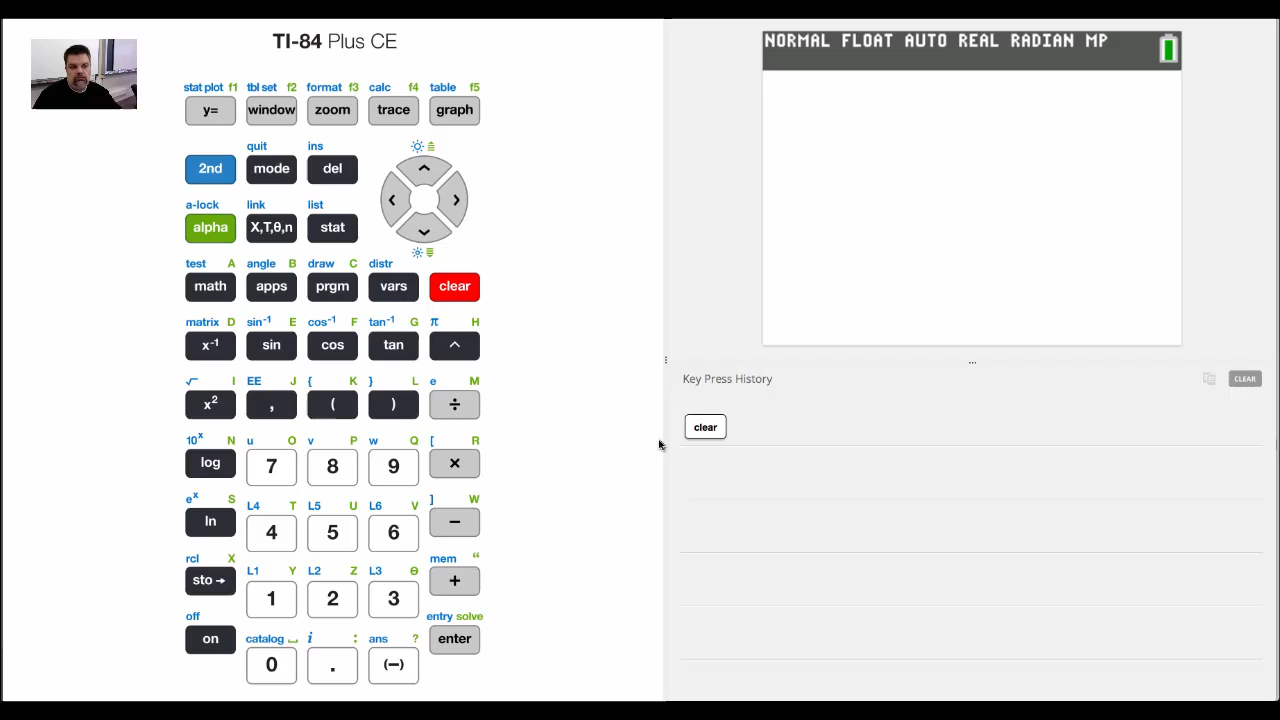 TI-84 Plus CE
NORMAL FLOAT AUTO REAL RADIAN MP
stat plot f1 tbl set f2 format f3 calc f4 table f5
y= window zoom trace graph
quit ins
2nd mode del
a-lock link list
alpha X,T,θ,n stat
test A angle B draw C distr
math apps prgm vars clear
matrix D sin⁻¹ E cos⁻¹ F tan⁻¹ G π H
x⁻¹ sin cos tan ^
√ I EE J { K } L e M
x² , ( ) ÷
10ˣ N u O v P w Q [ R
log 7 8 9 ×
eˣ S L4 T L5 U L6 V ] W
ln 4 5 6 −
rcl X L1 Y L2 Z L3 θ mem “
sto → 1 2 3 +
off catalog ⎵ i : ans ? entry solve
on 0 . (−) enter
Key Press History CLEAR
clear